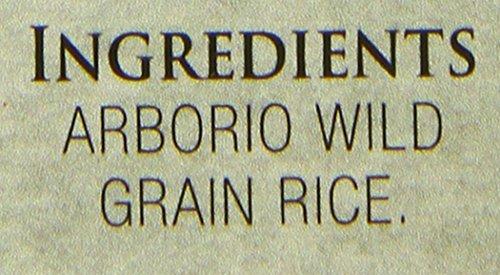 INGREDIENTS
ARBORIO WILD
GRAIN RICE.